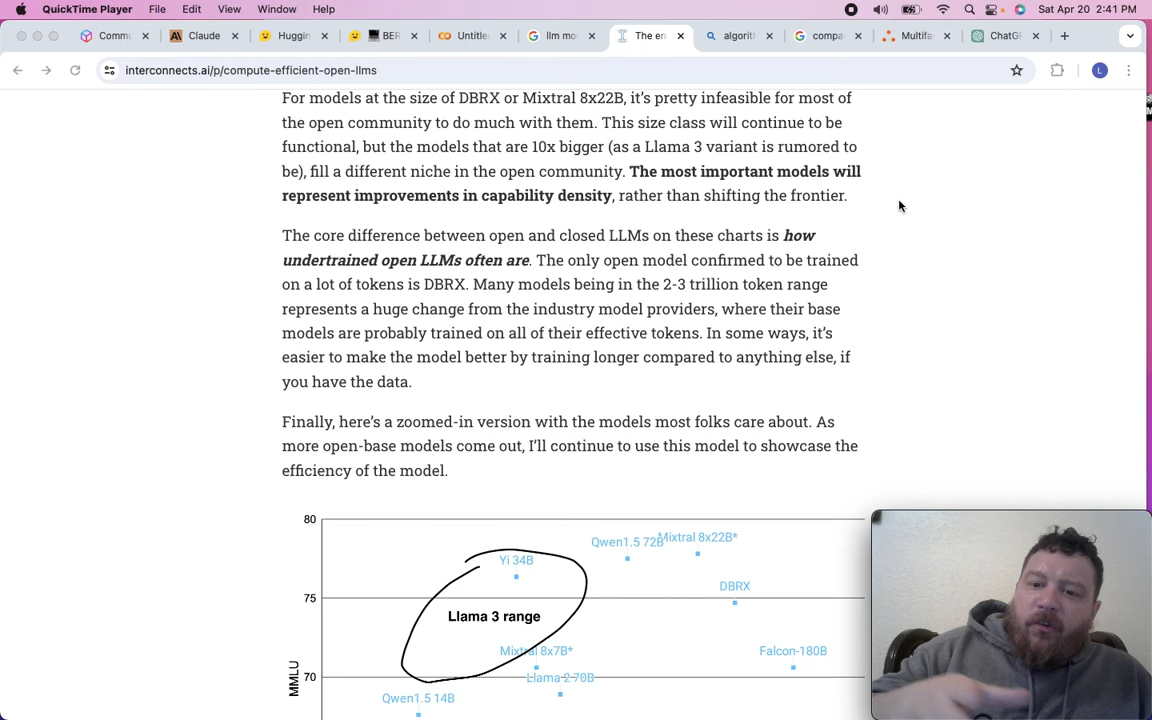 QuickTime Player File Edit View Window Help Sat Apr 20 2:41 PM
Commu Claude Huggin BER Untitle llm mo The en algorit compa Multifa ChatG
interconnects.ai/p/compute-efficient-open-llms L
For models at the size of DBRX or Mixtral 8x22B, it's pretty infeasible for most of
the open community to do much with them. This size class will continue to be
functional, but the models that are 10x bigger (as a Llama 3 variant is rumored to
be), fill a different niche in the open community. The most important models will
represent improvements in capability density, rather than shifting the frontier.
The core difference between open and closed LLMs on these charts is how
undertrained open LLMs often are. The only open model confirmed to be trained
on a lot of tokens is DBRX. Many models being in the 2-3 trillion token range
represents a huge change from the industry model providers, where their base
models are probably trained on all of their effective tokens. In some ways, it's
easier to make the model better by training longer compared to anything else, if
you have the data.
Finally, here's a zoomed-in version with the models most folks care about. As
more open-base models come out, I'll continue to use this model to showcase the
efficiency of the model.
80
Qwen1.5 72B Mixtral 8x22B*
Yi 34B
DBRX
75
Llama 3 range
Mixtral 8x7B* Falcon-180B
70 Llama 2 70B
MMLU
Qwen1.5 14B